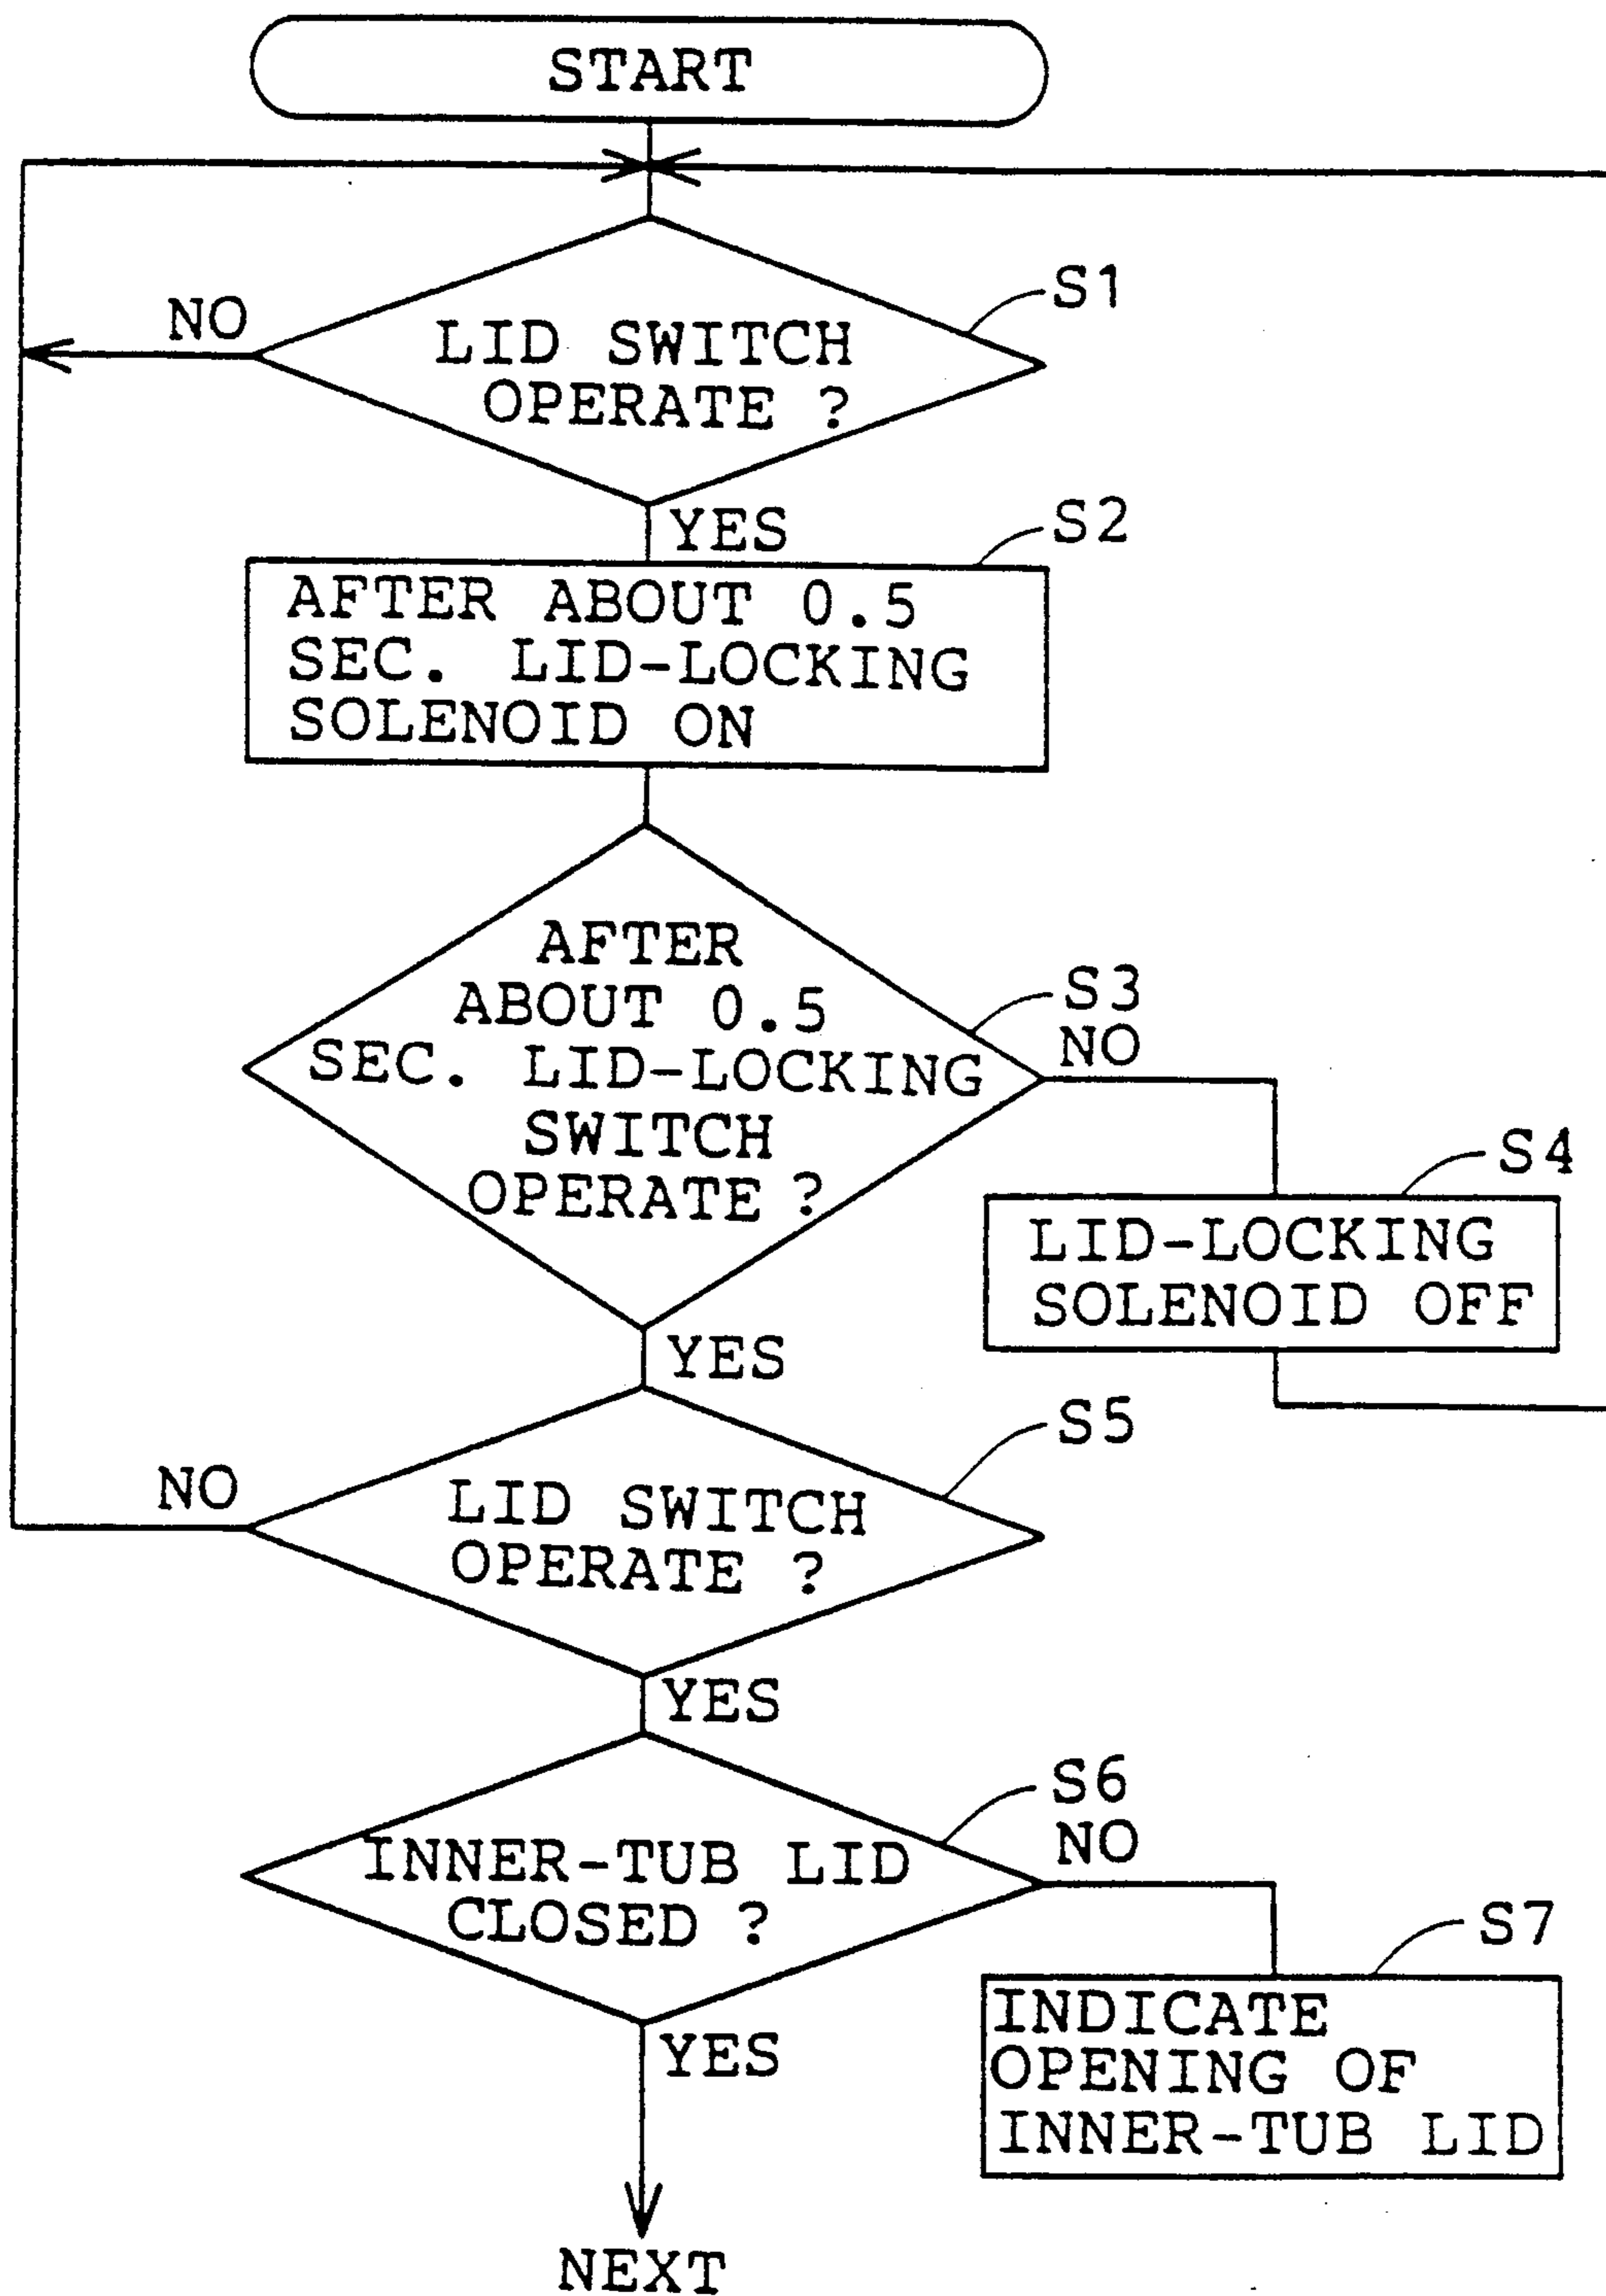 START
S1
NO
LID SWITCH
OPERATE ?
YES
S2
AFTER ABOUT 0.5
SEC. LID-LOCKING
SOLENOID ON
AFTER
ABOUT 0.5
SEC. LID-LOCKING
SWITCH
OPERATE ?
S3
NO
S4
LID-LOCKING
SOLENOID OFF
YES
S5
NO
LID SWITCH
OPERATE ?
YES
S6
NO
INNER-TUB LID
CLOSED ?
S7
INDICATE
OPENING OF
INNER-TUB LID
YES
NEXT